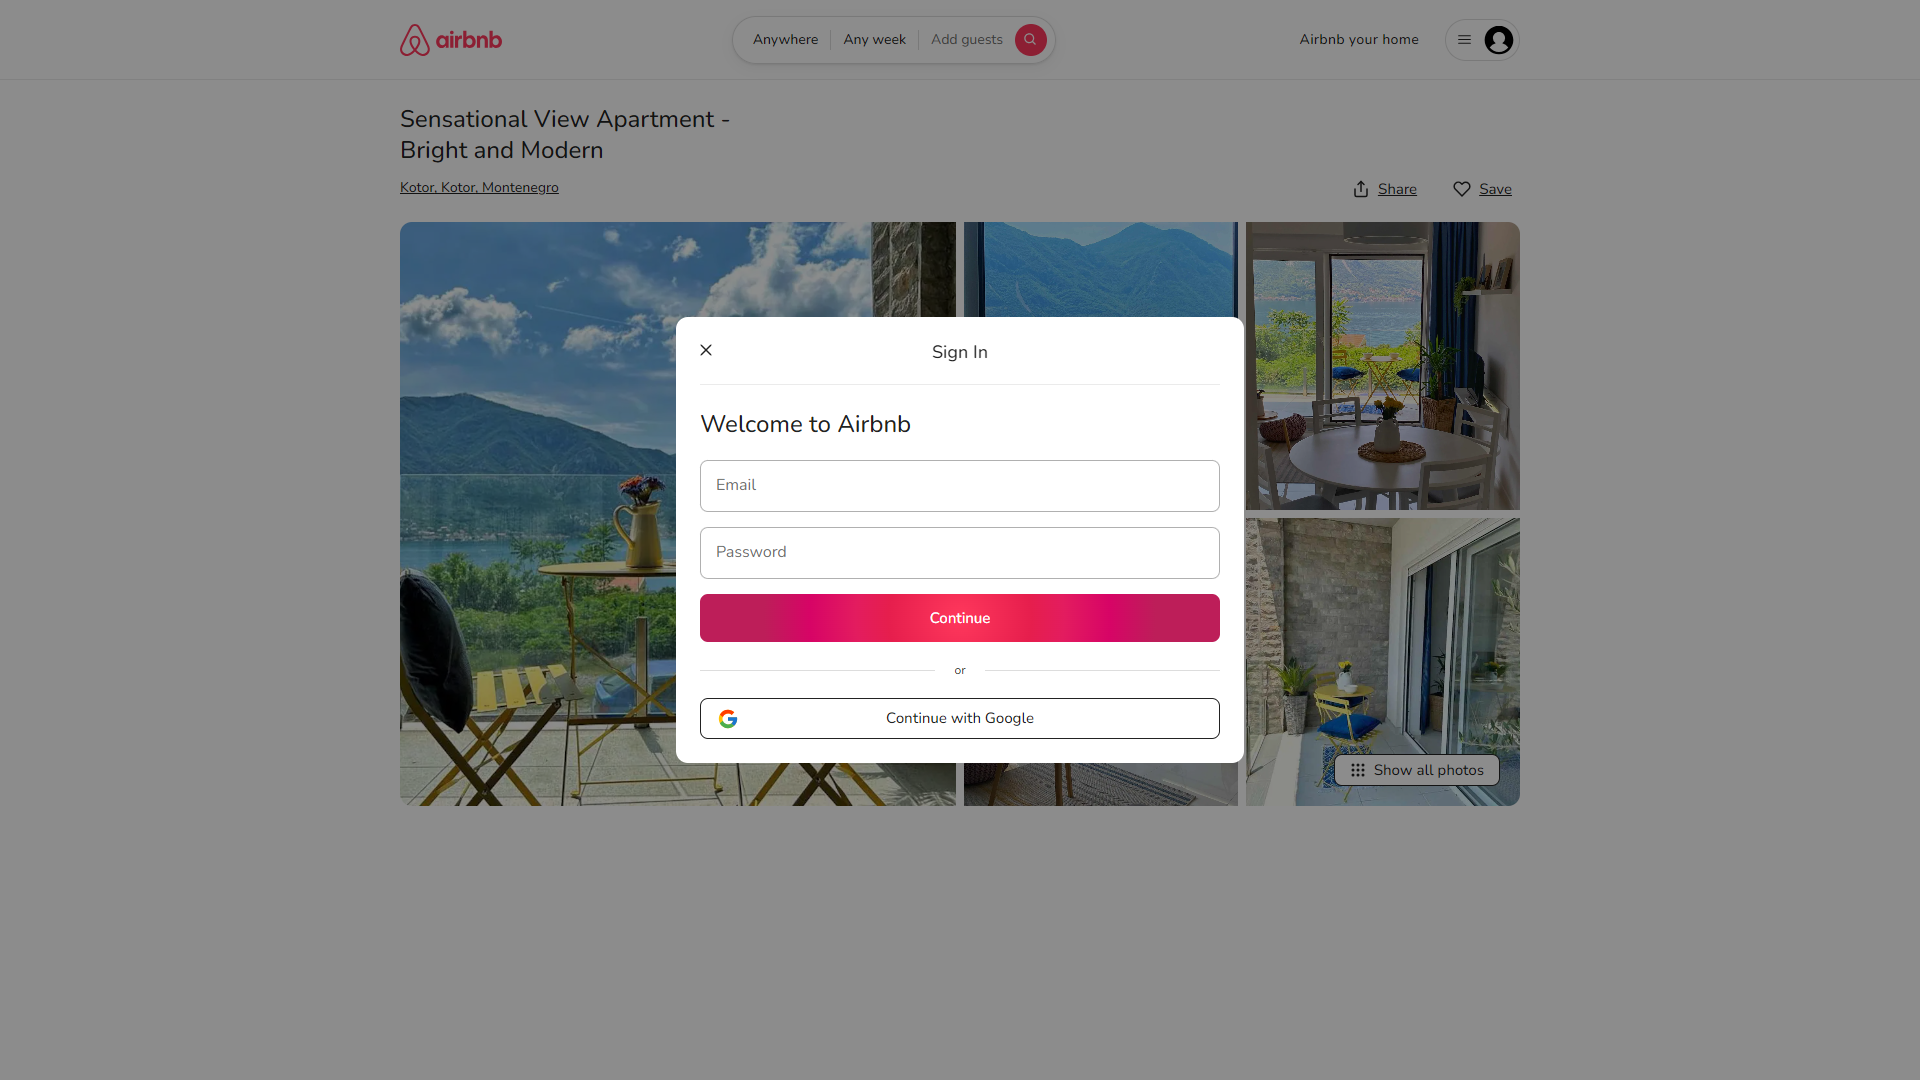 airbnb
Anywhere
Any week
Add guests
Airbnb your home
Sensational View Apartment -
Bright and Modern
Kotor, Kotor, Montenegro
Share
Save
Sign In
Welcome to Airbnb
Email
Password
Continue
or
Continue with Google
Show all photos